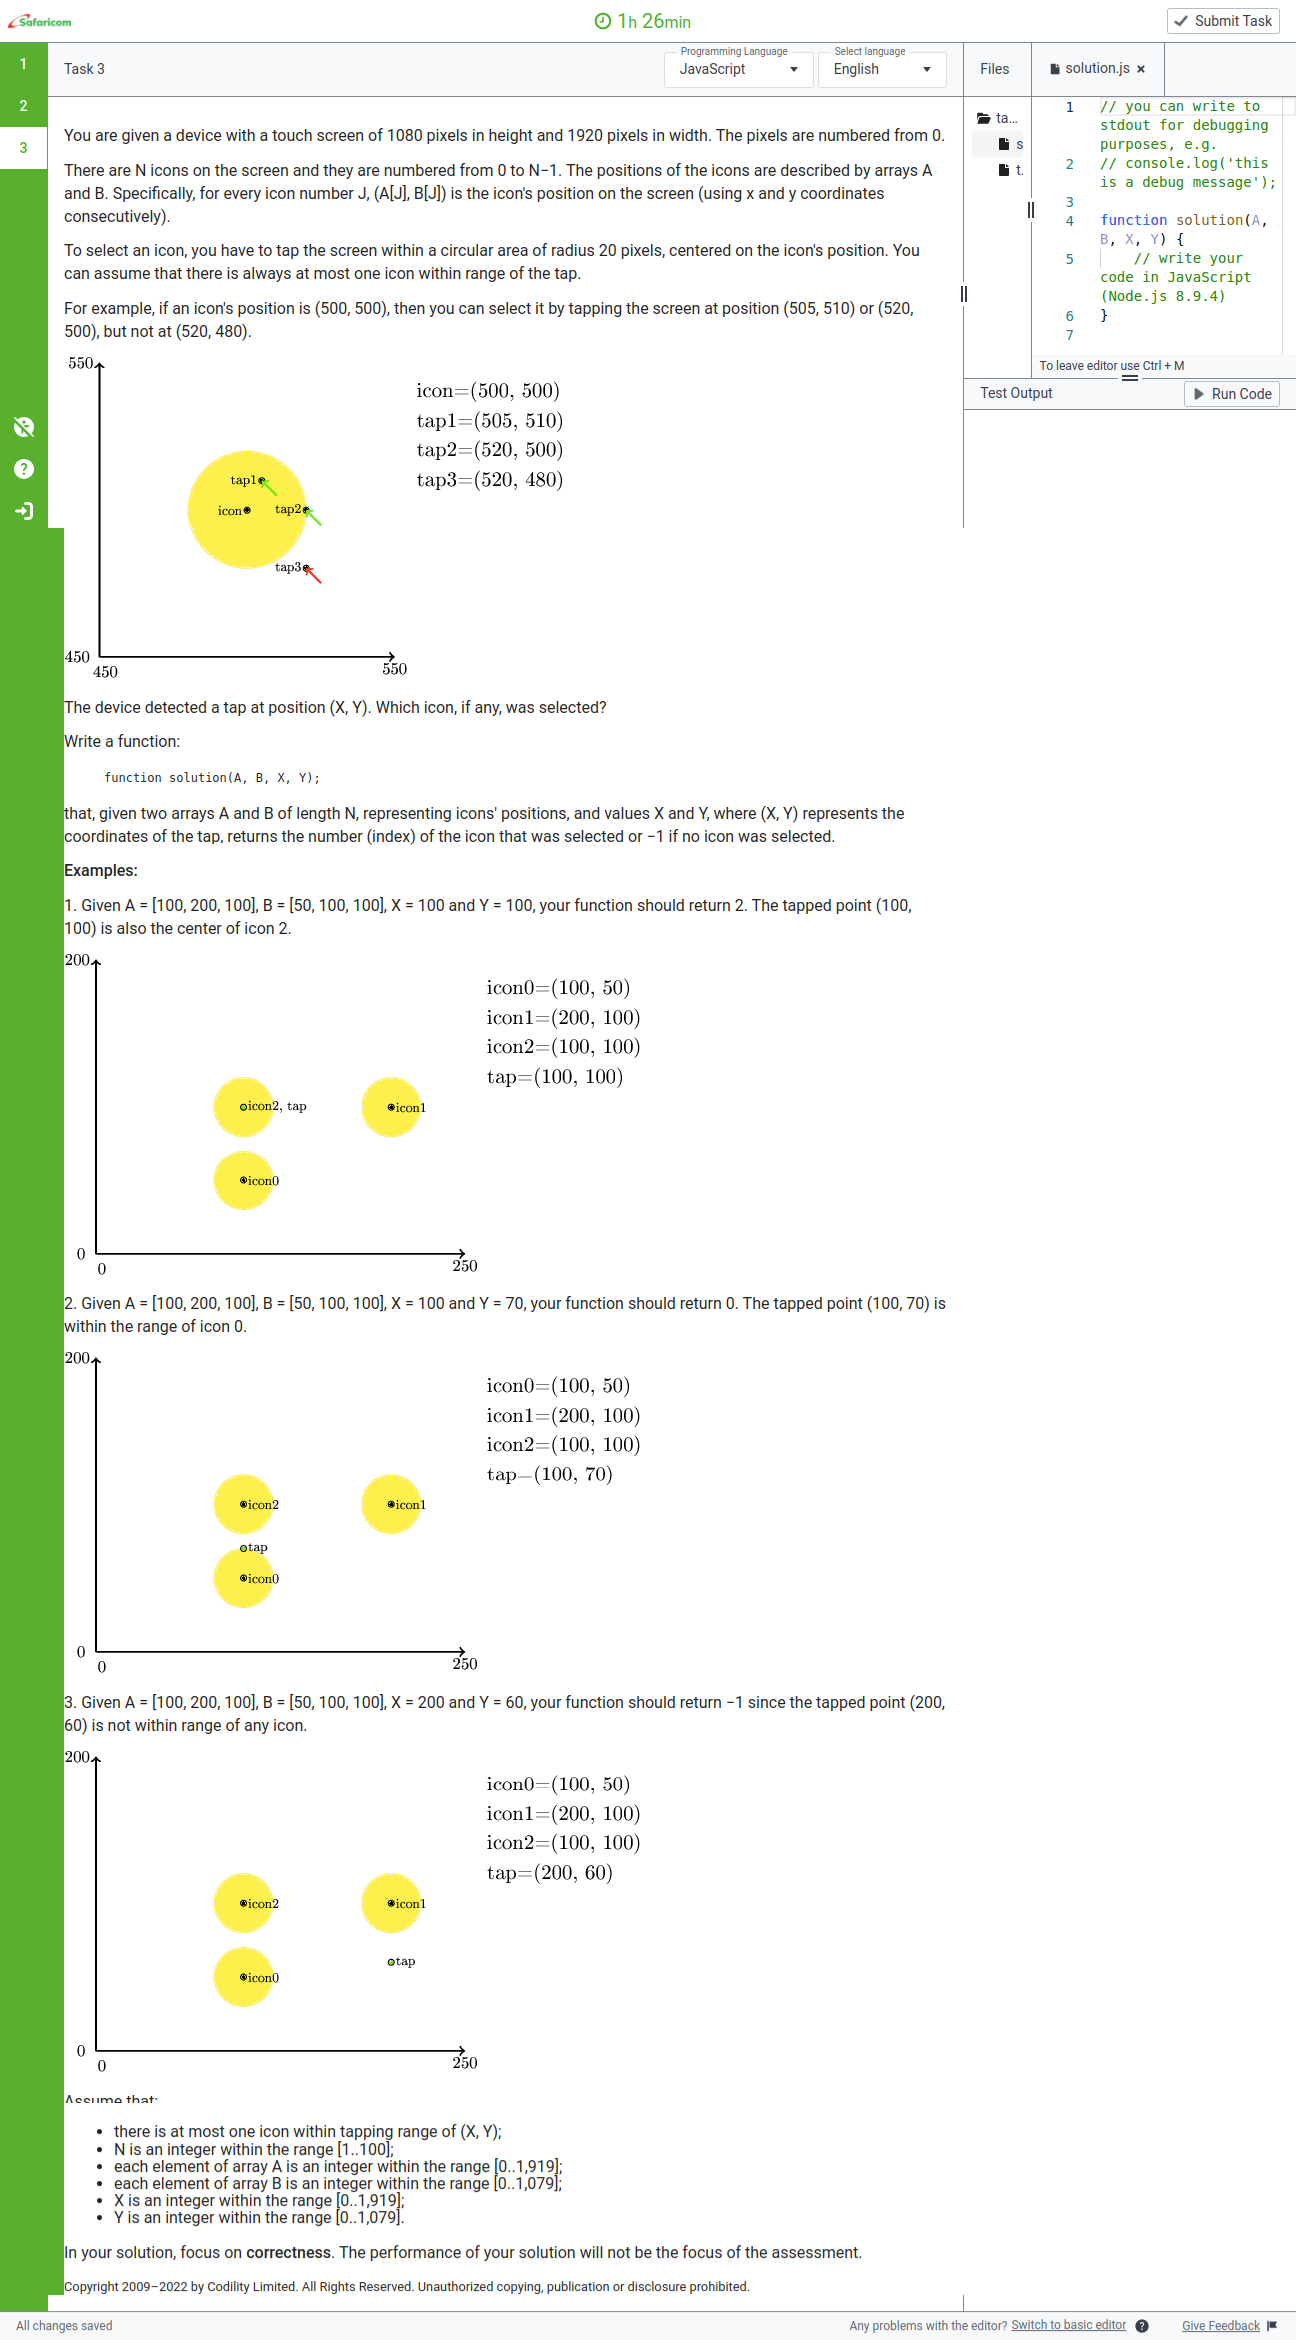 Safaricom
1h 26min
Submit Task
1
2
3
Task 3
Programming Language
JavaScript
Select language
English
Files
solution.js
You are given a device with a touch screen of 1080 pixels in height and 1920 pixels in width. The pixels are numbered from 0.
There are N icons on the screen and they are numbered from 0 to N−1. The positions of the icons are described by arrays A
and B. Specifically, for every icon number J, (A[J], B[J]) is the icon's position on the screen (using x and y coordinates
consecutively).
To select an icon, you have to tap the screen within a circular area of radius 20 pixels, centered on the icon's position. You
can assume that there is always at most one icon within range of the tap.
For example, if an icon's position is (500, 500), then you can select it by tapping the screen at position (505, 510) or (520,
500), but not at (520, 480).
550
icon=(500, 500)
tap1=(505, 510)
tap2=(520, 500)
tap3=(520, 480)
tap1
icon
tap2
tap3
450
450
550
The device detected a tap at position (X, Y). Which icon, if any, was selected?
Write a function:
function solution(A, B, X, Y);
that, given two arrays A and B of length N, representing icons' positions, and values X and Y, where (X, Y) represents the
coordinates of the tap, returns the number (index) of the icon that was selected or −1 if no icon was selected.
Examples:
1. Given A = [100, 200, 100], B = [50, 100, 100], X = 100 and Y = 100, your function should return 2. The tapped point (100,
100) is also the center of icon 2.
200
icon0=(100, 50)
icon1=(200, 100)
icon2=(100, 100)
tap=(100, 100)
icon2, tap
icon1
icon0
0
0
250
2. Given A = [100, 200, 100], B = [50, 100, 100], X = 100 and Y = 70, your function should return 0. The tapped point (100, 70) is
within the range of icon 0.
200
icon0=(100, 50)
icon1=(200, 100)
icon2=(100, 100)
tap=(100, 70)
icon2
icon1
tap
icon0
0
0
250
3. Given A = [100, 200, 100], B = [50, 100, 100], X = 200 and Y = 60, your function should return −1 since the tapped point (200,
60) is not within range of any icon.
200
icon0=(100, 50)
icon1=(200, 100)
icon2=(100, 100)
tap=(200, 60)
icon2
icon1
tap
icon0
0
0
250
Assume that:
• there is at most one icon within tapping range of (X, Y);
• N is an integer within the range [1..100];
• each element of array A is an integer within the range [0..1,919];
• each element of array B is an integer within the range [0..1,079];
• X is an integer within the range [0..1,919];
• Y is an integer within the range [0..1,079].
In your solution, focus on correctness. The performance of your solution will not be the focus of the assessment.
Copyright 2009–2022 by Codility Limited. All Rights Reserved. Unauthorized copying, publication or disclosure prohibited.
ta...
s
t.
1 // you can write to
stdout for debugging
purposes, e.g.
2 // console.log('this
is a debug message');
3
4 function solution(A,
B, X, Y) {
5 // write your
code in JavaScript
(Node.js 8.9.4)
6 }
7
To leave editor use Ctrl + M
Test Output
Run Code
All changes saved
Any problems with the editor? Switch to basic editor
Give Feedback